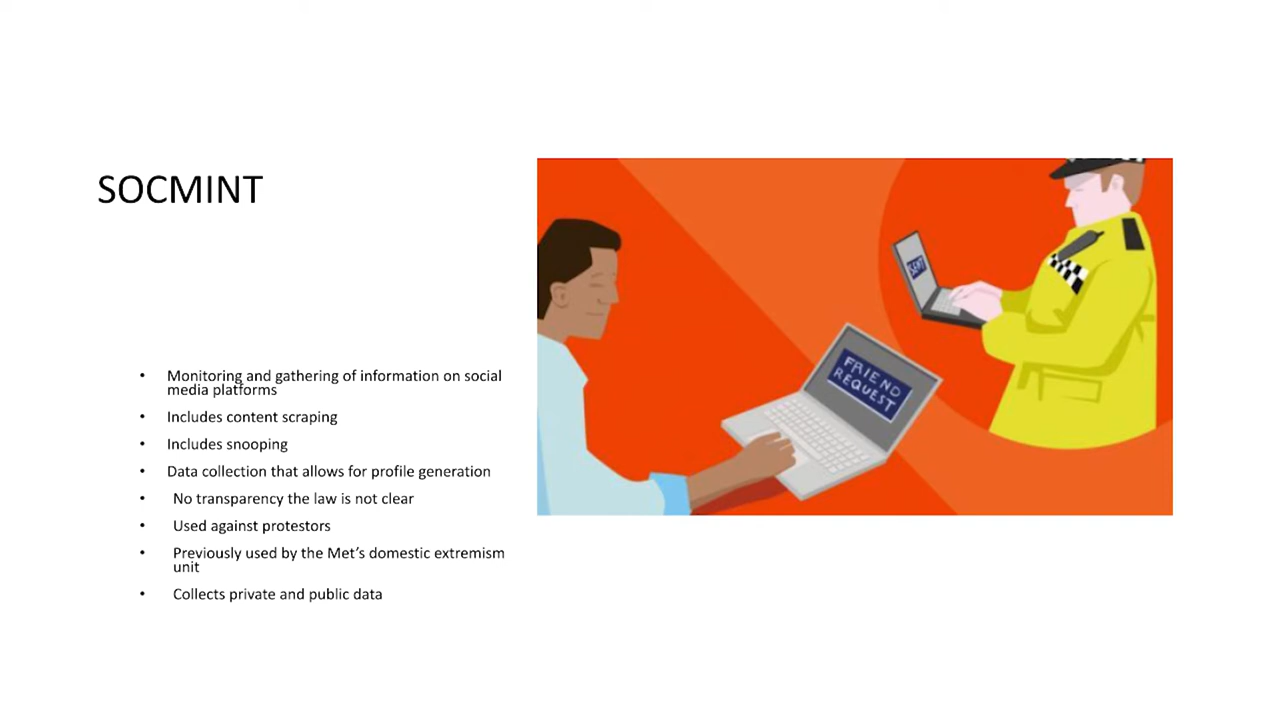 SOCMINT
• Monitoring and gathering of information on social
media platforms
• Includes content scraping
• Includes snooping
• Data collection that allows for profile generation
• No transparency the law is not clear
• Used against protestors
• Previously used by the Met’s domestic extremism
unit
• Collects private and public data
FRIEND
REQUEST